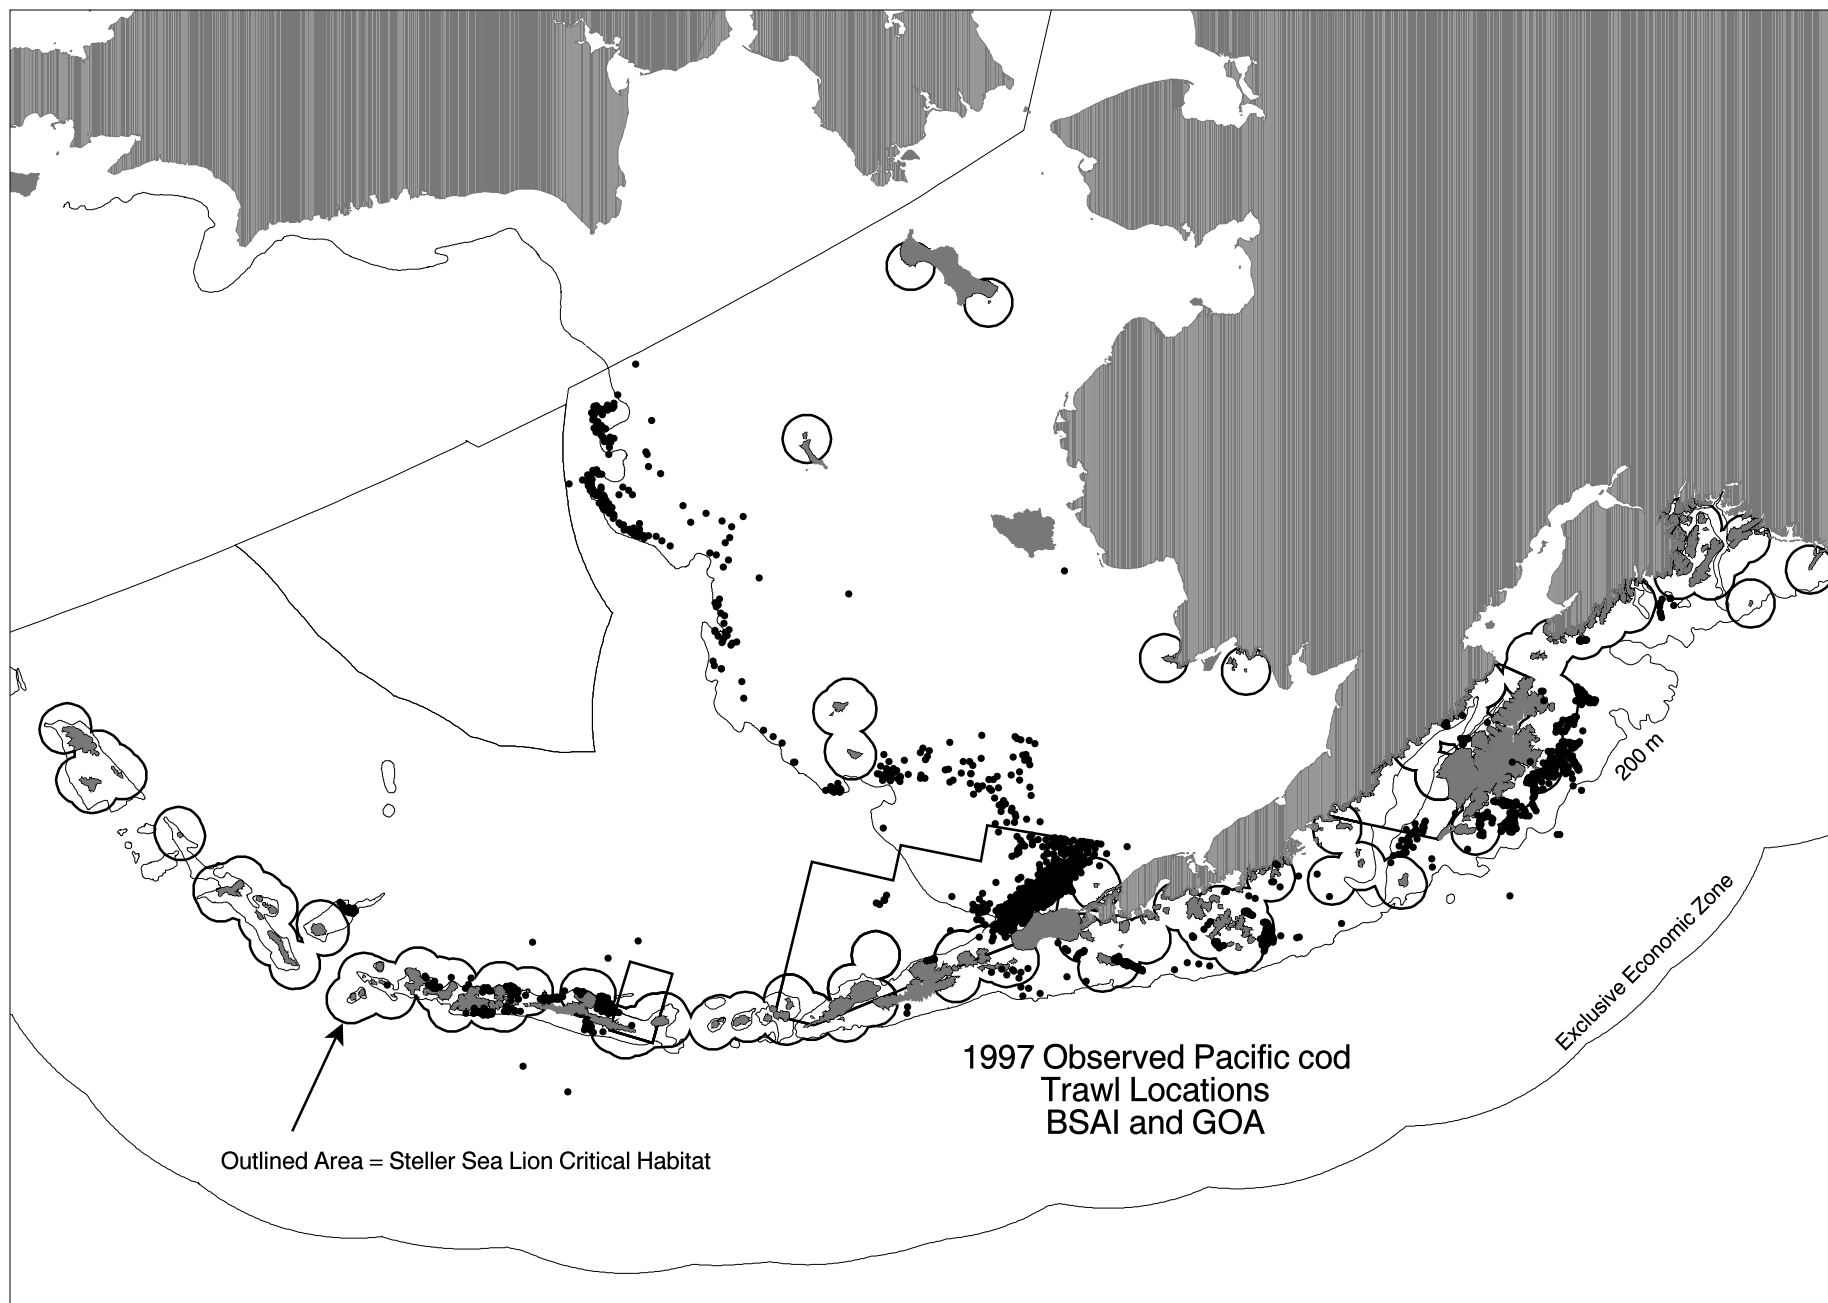 200 m
Exclusive Economic Zone
1997 Observed Pacific cod
Trawl Locations
BSAI and GOA
Outlined Area = Steller Sea Lion Critical Habitat